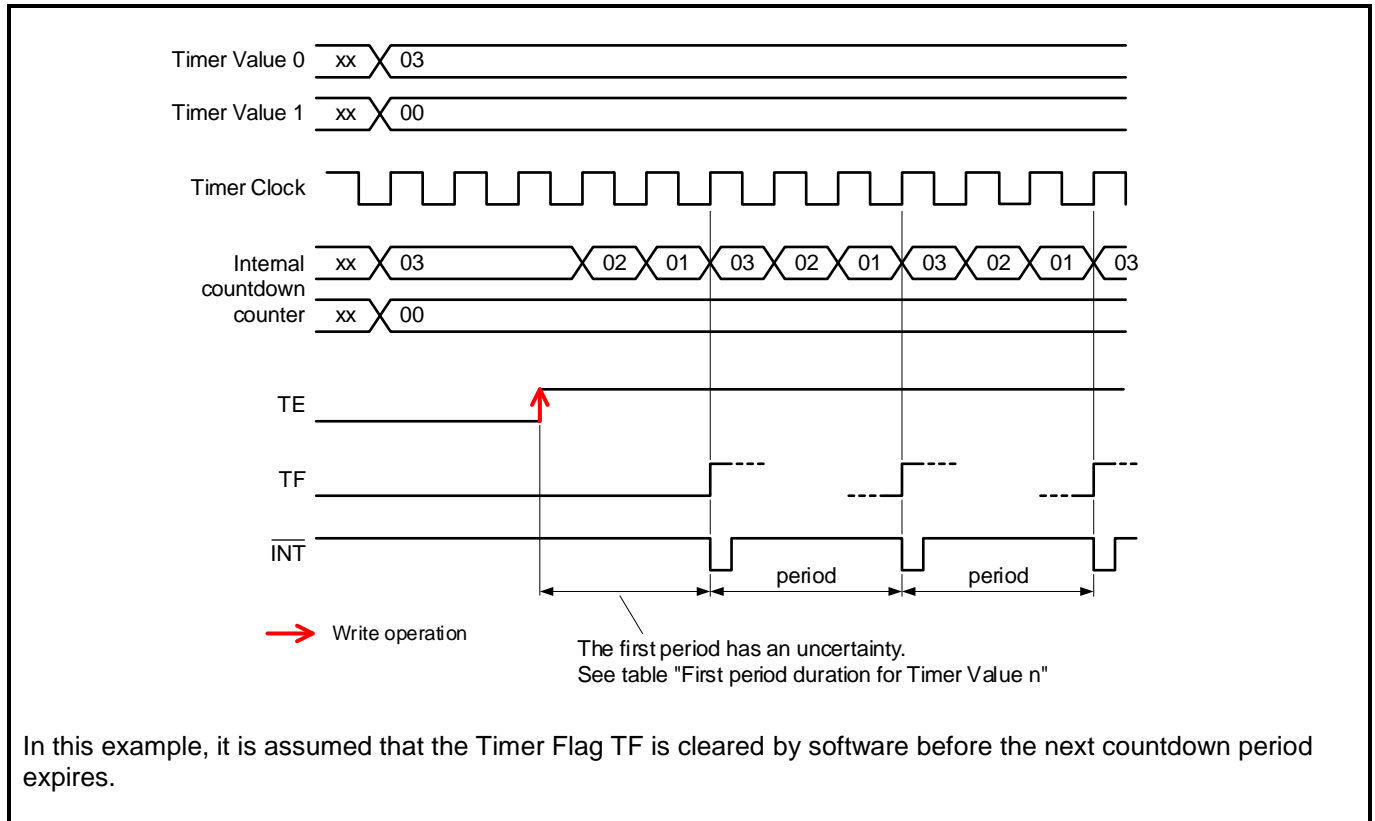 Timer Value 0 xx 03
Timer Value 1 xx 00
Timer Clock
Internal countdown counter
xx 03 02 01 03 02 01 03 02 01 03
xx 00
TE
TF
INT
period period
Write operation
The first period has an uncertainty.
See table "First period duration for Timer Value n"
In this example, it is assumed that the Timer Flag TF is cleared by software before the next countdown period
expires.